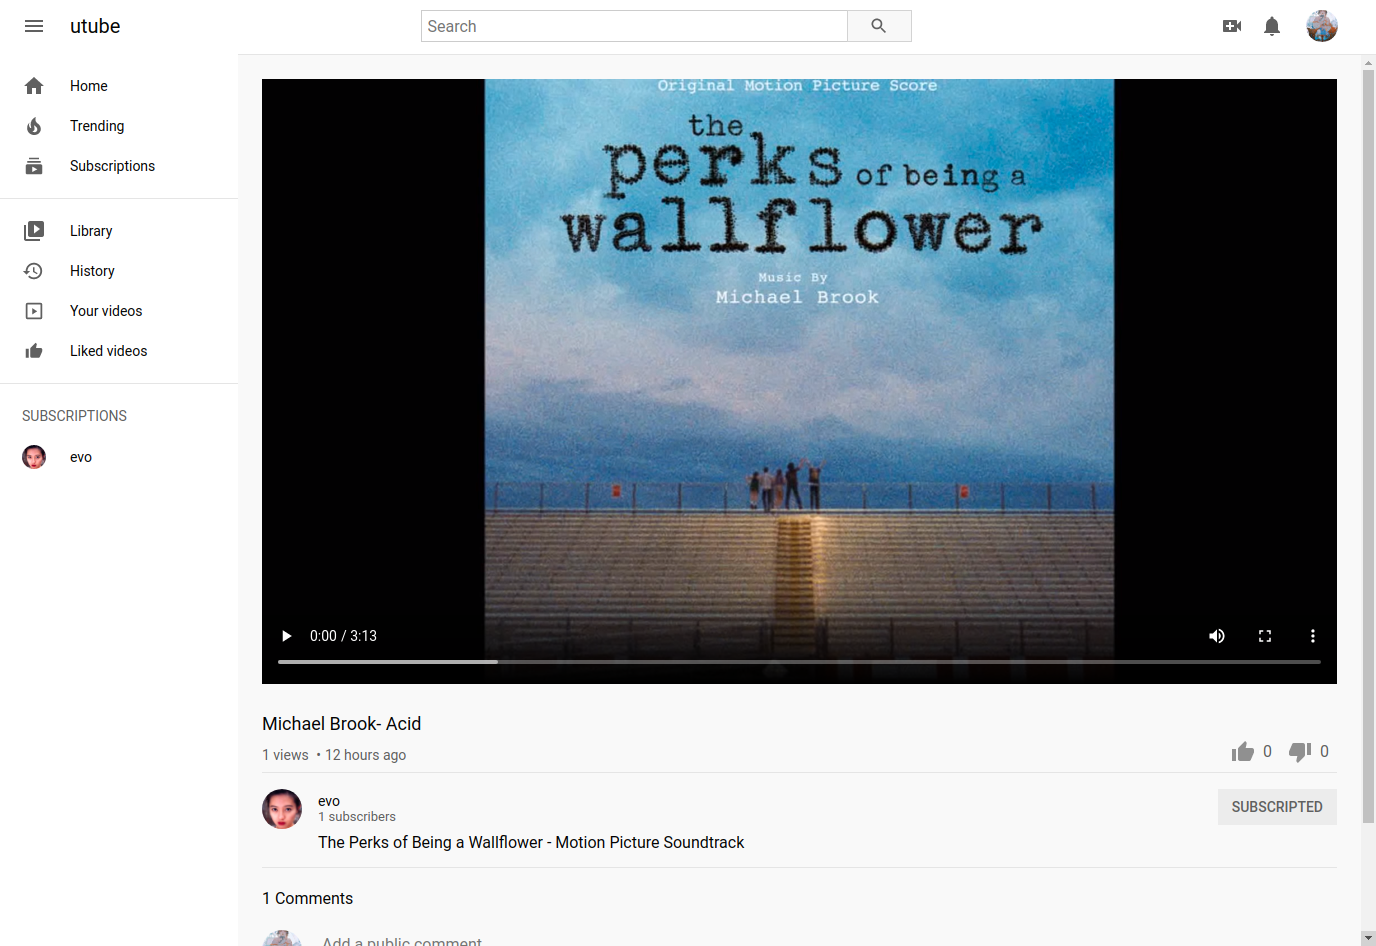 utube
Search
Home
Trending
Subscriptions
Library
History
Your videos
Liked videos
SUBSCRIPTIONS
evo
Original Motion Picture Score
the
perks of being a
wallflower
Music By
Michael Brook
0:00 / 3:13
Michael Brook- Acid
1 views • 12 hours ago
0 0
evo
1 subscribers
SUBSCRIPTED
The Perks of Being a Wallflower - Motion Picture Soundtrack
1 Comments
Add a public comment